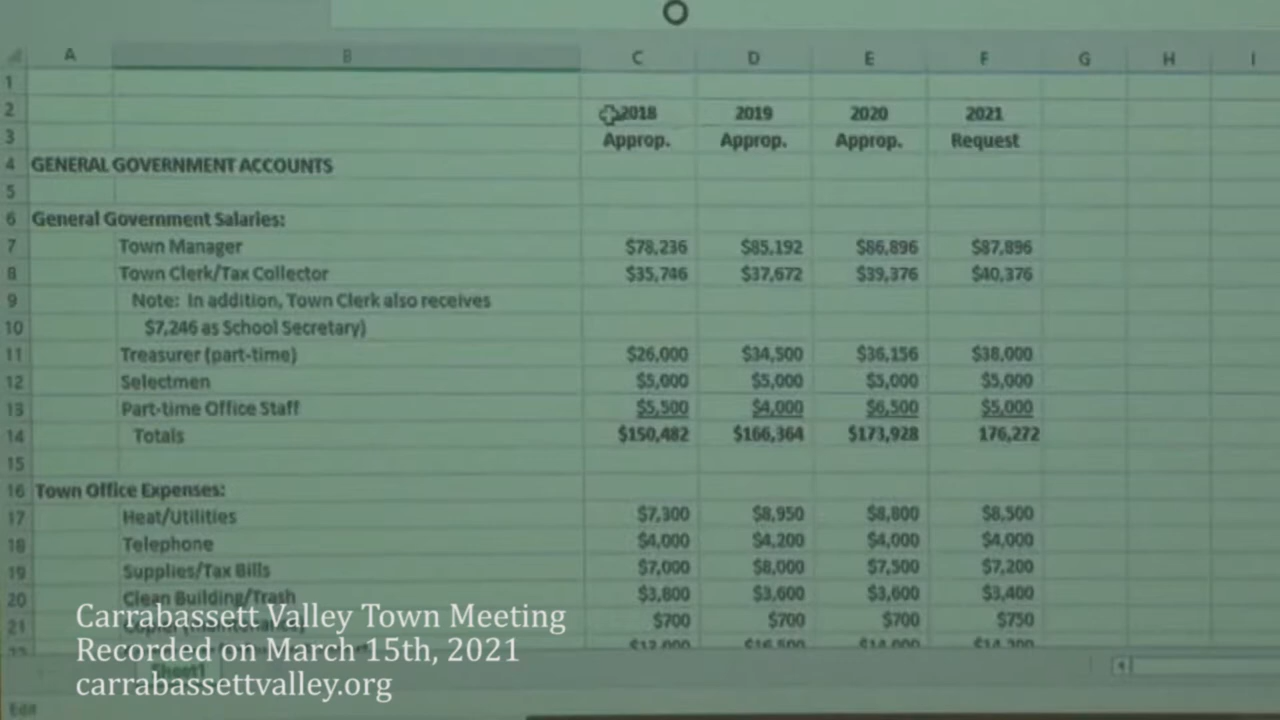 A B C D E F G H I
1
2 2018 2019 2020 2021
3 Approp. Approp. Approp. Request
4 GENERAL GOVERNMENT ACCOUNTS
5
6 General Government Salaries:
7 Town Manager $78,236 $85,192 $86,896 $87,896
8 Town Clerk/Tax Collector $35,746 $37,672 $39,376 $40,376
9 Note: In addition, Town Clerk also receives
10 $7,246 as School Secretary)
11 Treasurer (part-time) $26,000 $34,500 $36,156 $38,000
12 Selectmen $5,000 $5,000 $5,000 $5,000
13 Part-time Office Staff $5,500 $4,000 $6,500 $5,000
14 Totals $150,482 $166,364 $173,928 176,272
15
16 Town Office Expenses:
17 Heat/Utilities $7,300 $8,950 $8,800 $8,500
18 Telephone $4,000 $4,200 $4,000 $4,000
19 Supplies/Tax Bills $7,000 $8,000 $7,500 $7,200
20 Clean Building/Trash $3,800 $3,600 $3,600 $3,400
21 $700 $700 $700 $750
Carrabassett Valley Town Meeting
Recorded on March 15th, 2021
Sheet1
carrabassettvalley.org
Edit